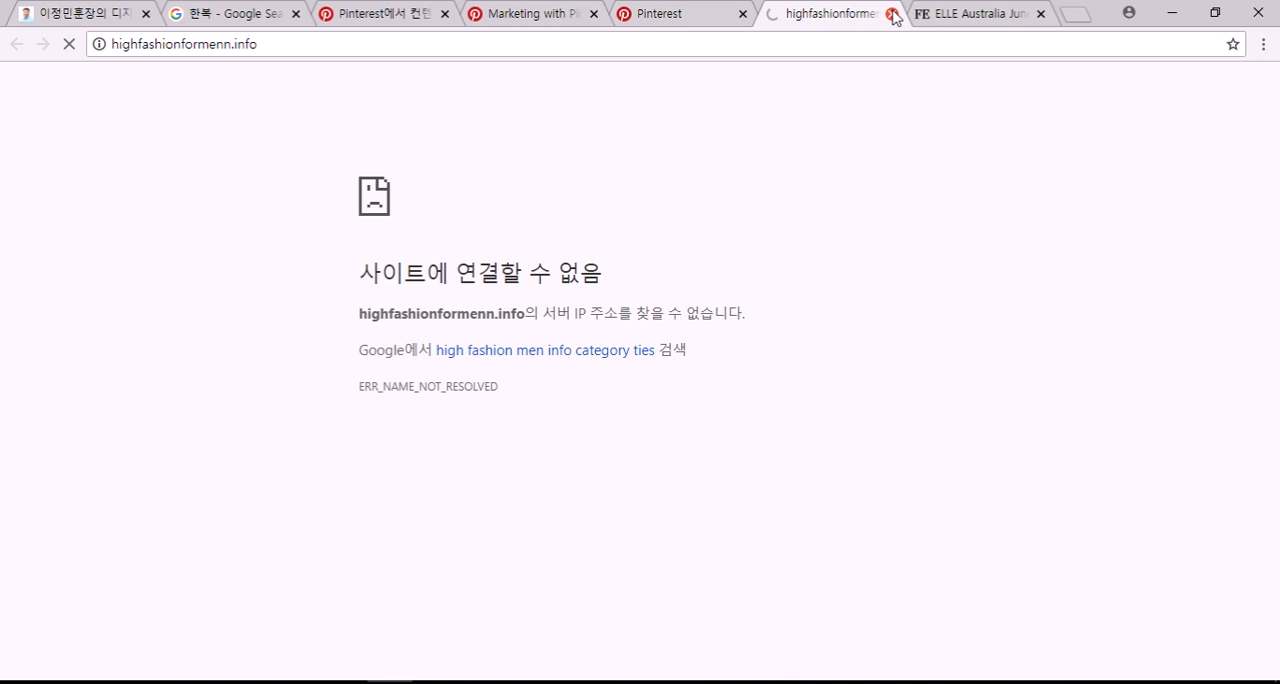 이정민훈장의 디지
한복 - Google Sea
Pinterest에서 컨텐
Marketing with Pi
Pinterest
highfashionformen
FE ELLE Australia Jun
highfashionformenn.info
사이트에 연결할 수 없음
highfashionformenn.info의 서버 IP 주소를 찾을 수 없습니다.
Google에서 high fashion men info category ties 검색
ERR_NAME_NOT_RESOLVED